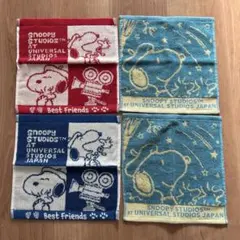 SNOOPY
STUDIOS™
AT
UNIVERSAL
STUDIOS
JAPAN
Best Friends
SNOOPY STUDIOS™
at UNIVERSAL STUDIOS JAPAN
SNOOPY
STUDIOS™
AT
UNIVERSAL
STUDIOS
JAPAN
Best Friends
SNOOPY STUDIOS™
at UNIVERSAL STUDIOS JAPAN